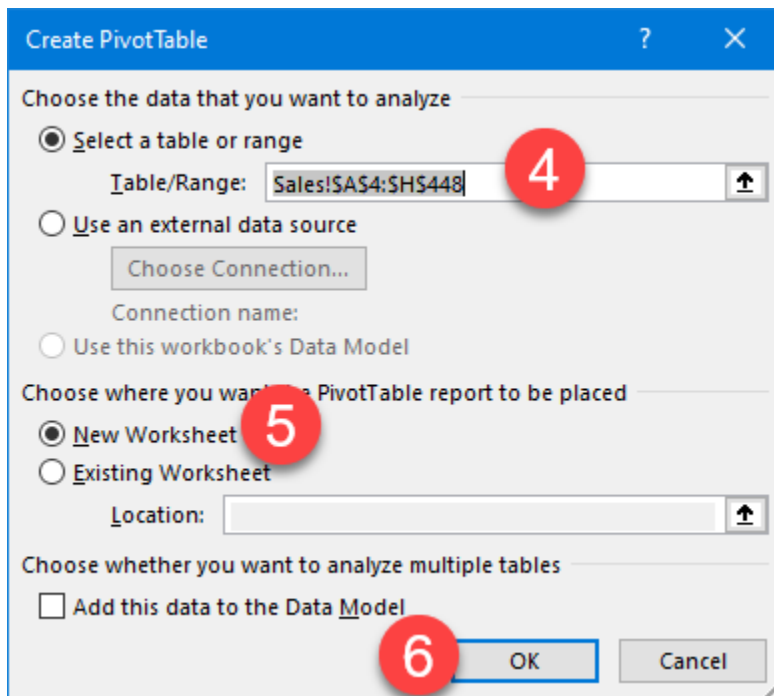 Create PivotTable ?
Choose the data that you want to analyze
Select a table or range
Table/Range: Sales!$A$4:$H$448 4
Use an external data source
Choose Connection...
Connection name:
Use this workbook's Data Model
Choose where you want PivotTable report to be placed
New Worksheet 5
Existing Worksheet
Location:
Choose whether you want to analyze multiple tables
Add this data to the Data Model
6 OK Cancel